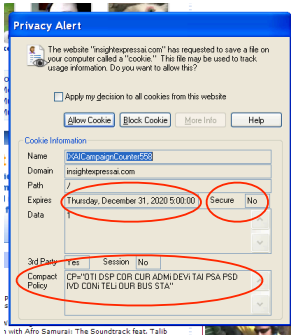 Privacy Alert
The website "insightexpressai.com" has requested to save a file on
your computer called a "cookie." This file may be used to track
usage information. Do you want to allow this?
Apply my decision to all cookies from this website
Allow Cookie Block Cookie More Info Help
Cookie Information
Name IXAICampaignCounter558
Domain insightexpressai.com
Path /
Expires Thursday, December 31, 2020 5:00:00 Secure No
Data 1
3rd Party Yes Session No
Compact Policy CP="OTI DSP COR CUR ADMi DEVi TAI PSA PSD
IVD CONi TELi OUR BUS STA"
with Afro Samurai: The Soundtrack feat. Talib